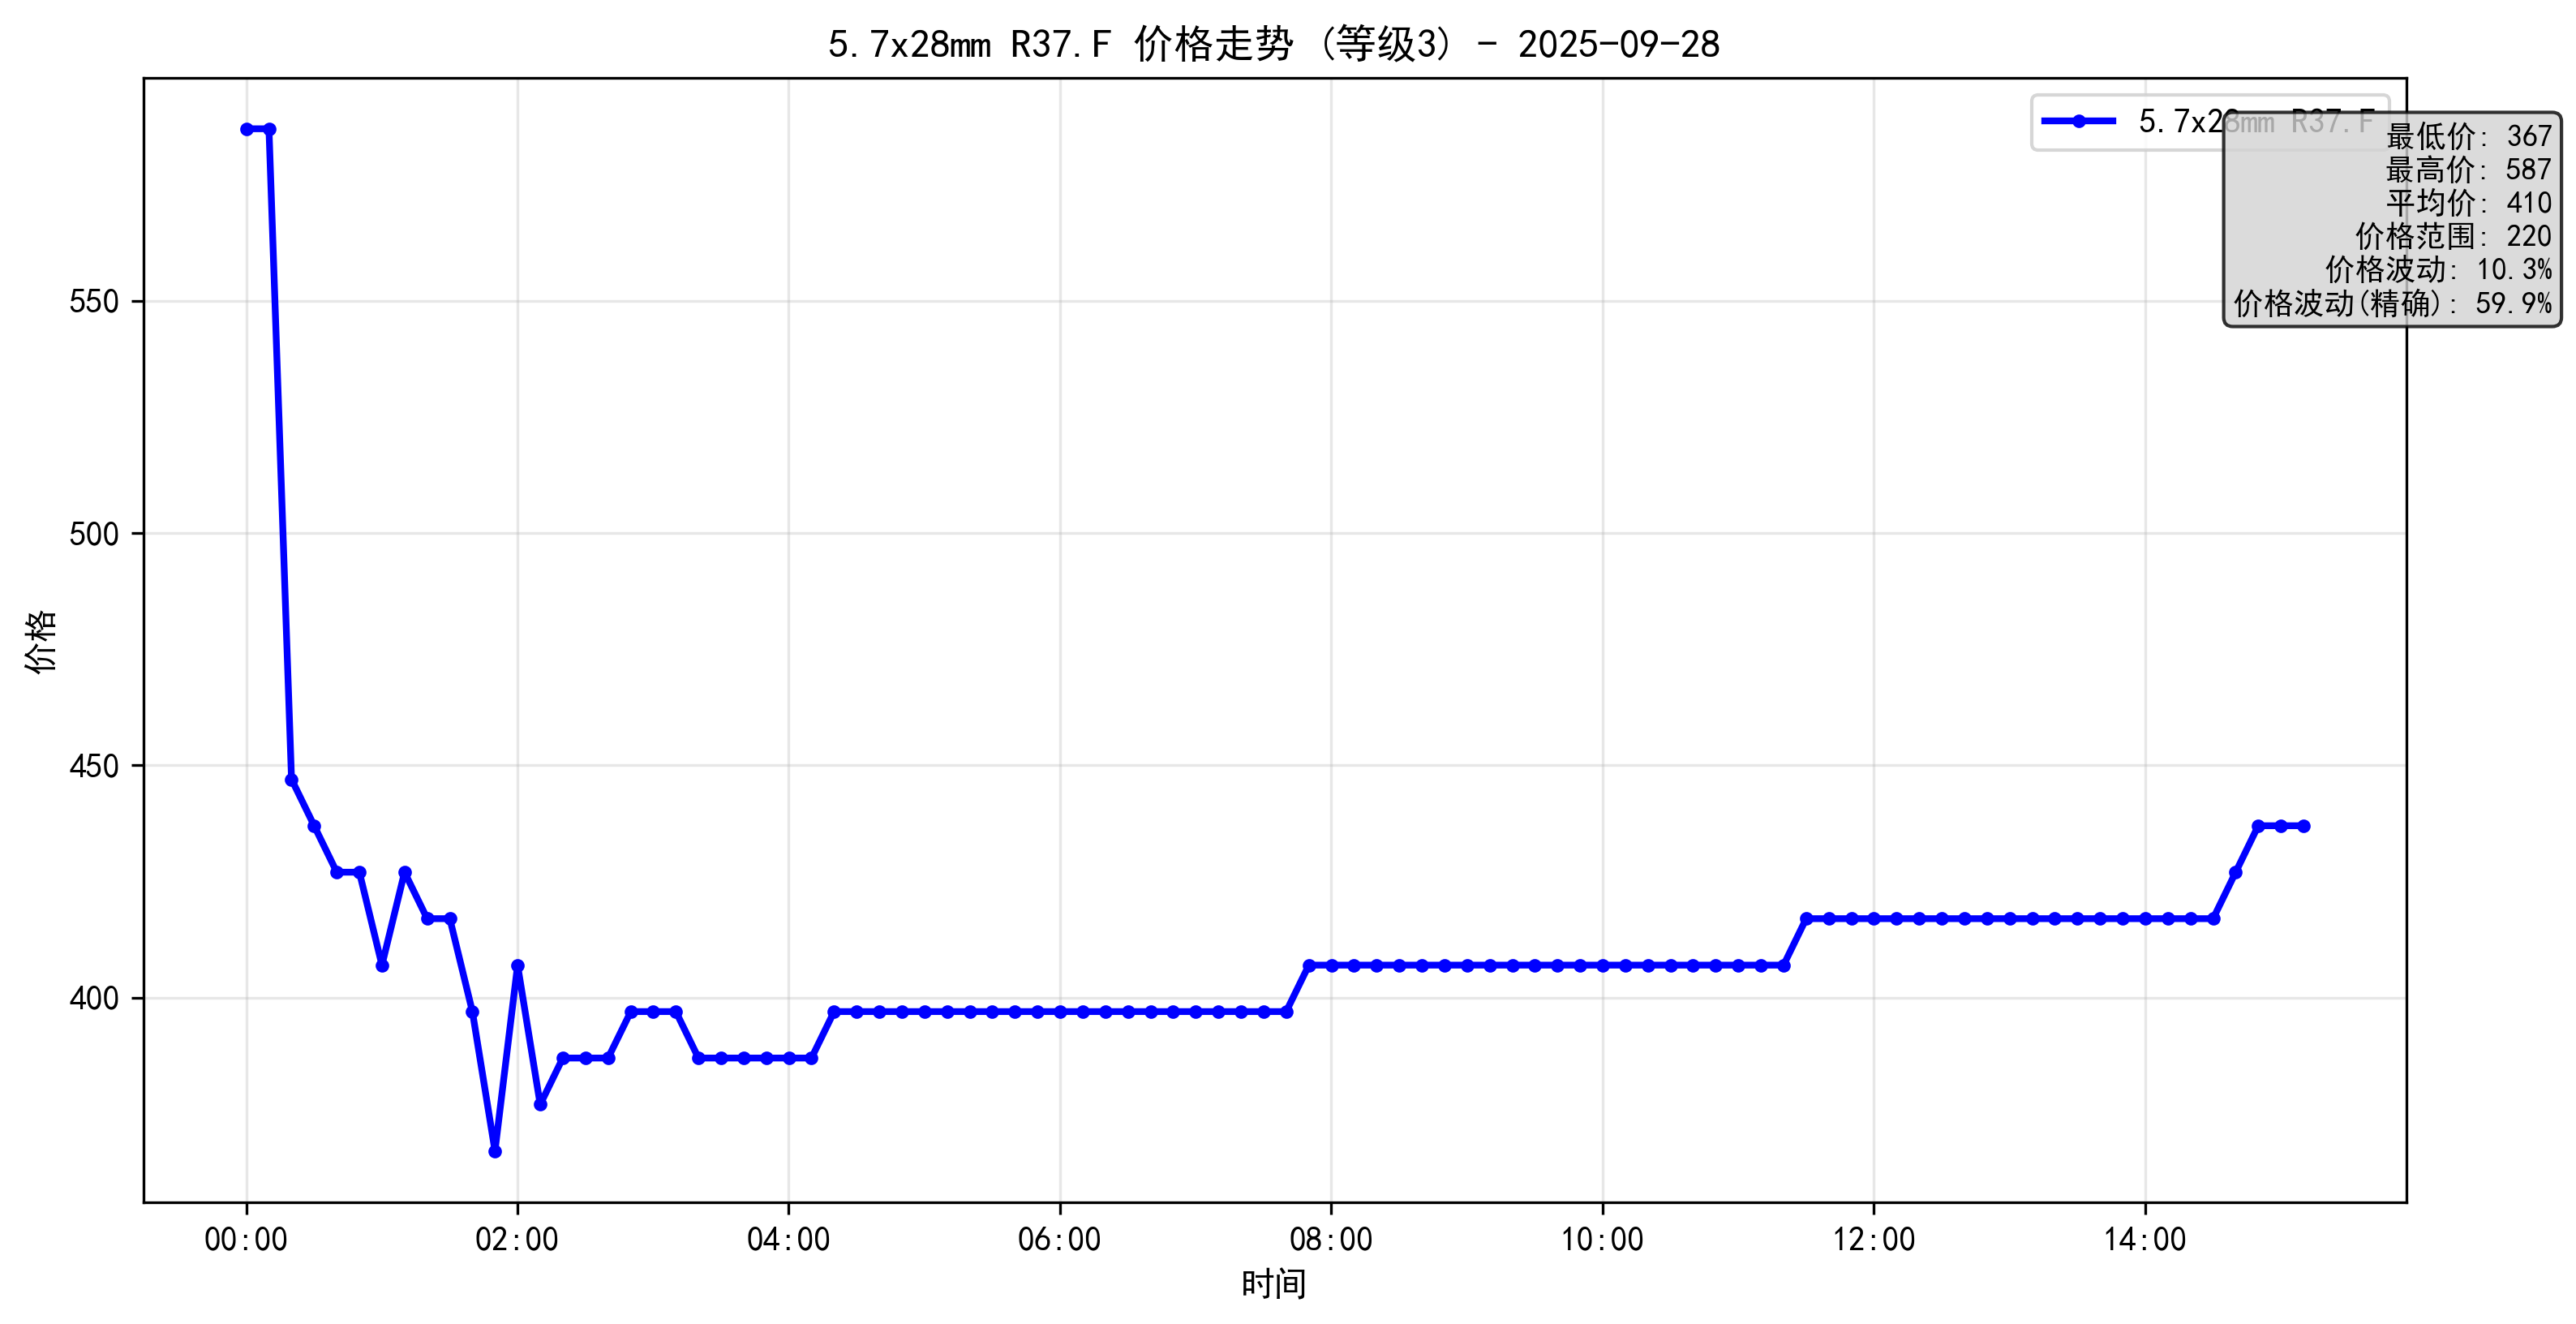 5.7x28mm R37.F 价格走势 (等级3) - 2025-09-28
5.7x28mm R37.F
最低价: 367
最高价: 587
平均价: 410
价格范围: 220
价格波动: 10.3%
价格波动(精确): 59.9%
550
500
450
400
价格
00:00 02:00 04:00 06:00 08:00 10:00 12:00 14:00
时间